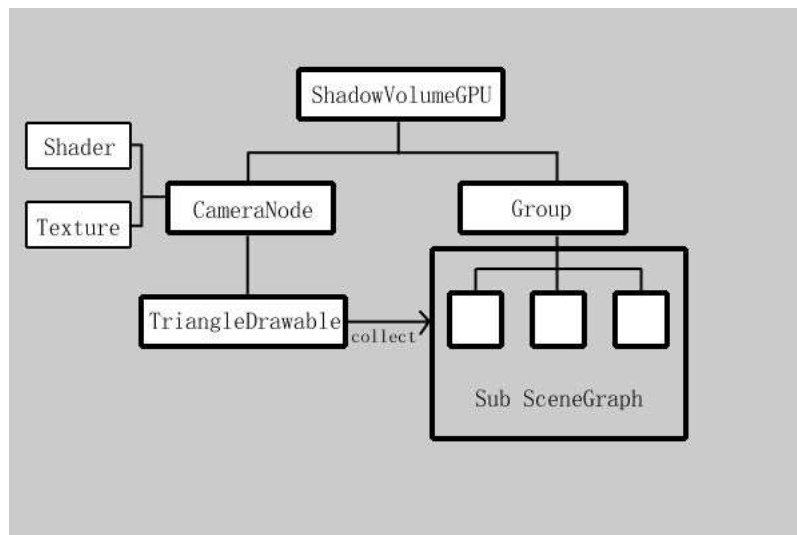 ShadowVolumeGPU
Shader
CameraNode
Group
Texture
TriangleDrawable
collect
Sub SceneGraph